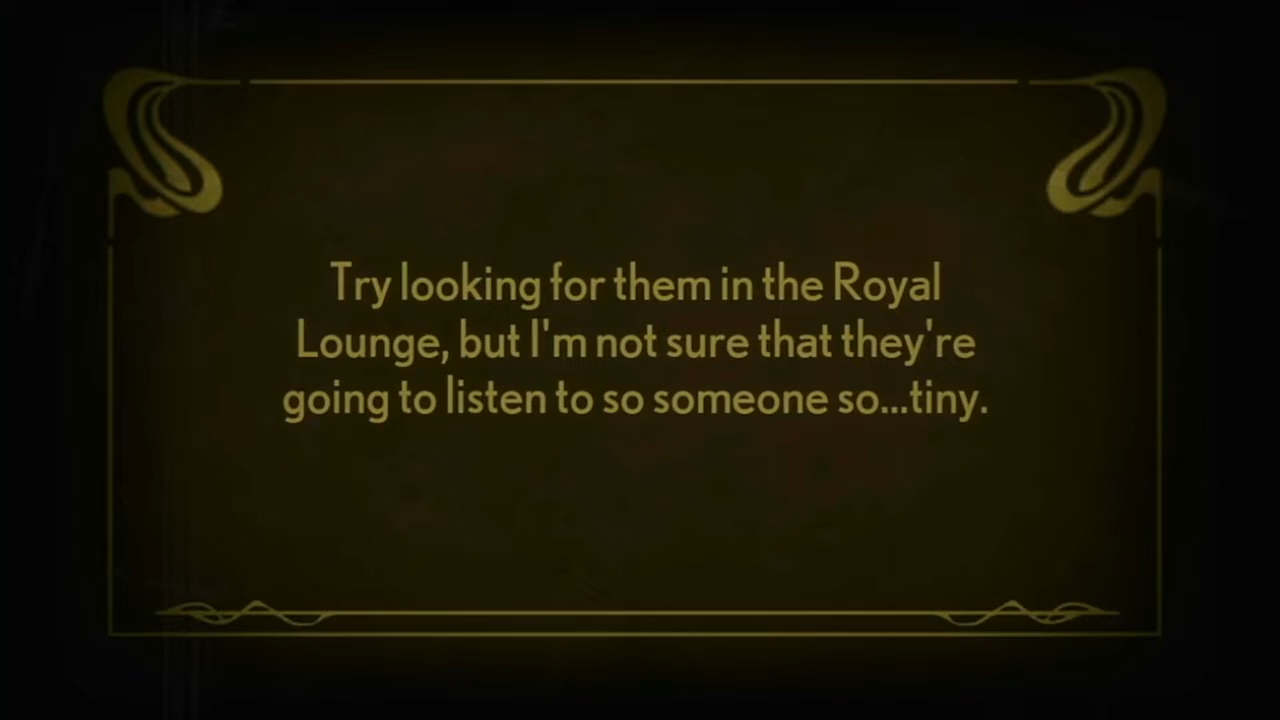 Try looking for them in the Royal
Lounge, but I'm not sure that they're
going to listen to so someone so...tiny.